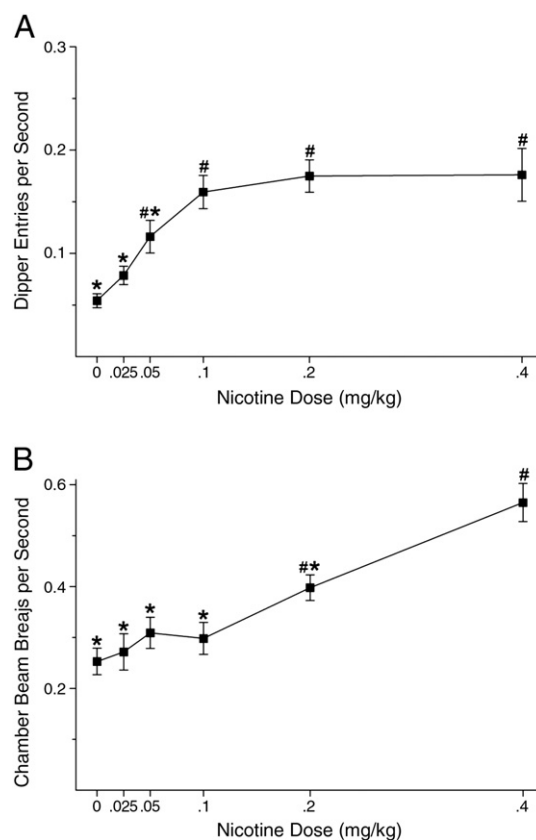 A
0.3
0.2
0.1
Dipper Entries per Second
*
*
#*
#
#
#
0 .025 .05 .1 .2 .4
Nicotine Dose (mg/kg)
B
0.6
0.4
0.2
Chamber Beam Breajs per Second
*
*
*
*
#*
#
0 .025 .05 .1 .2 .4
Nicotine Dose (mg/kg)